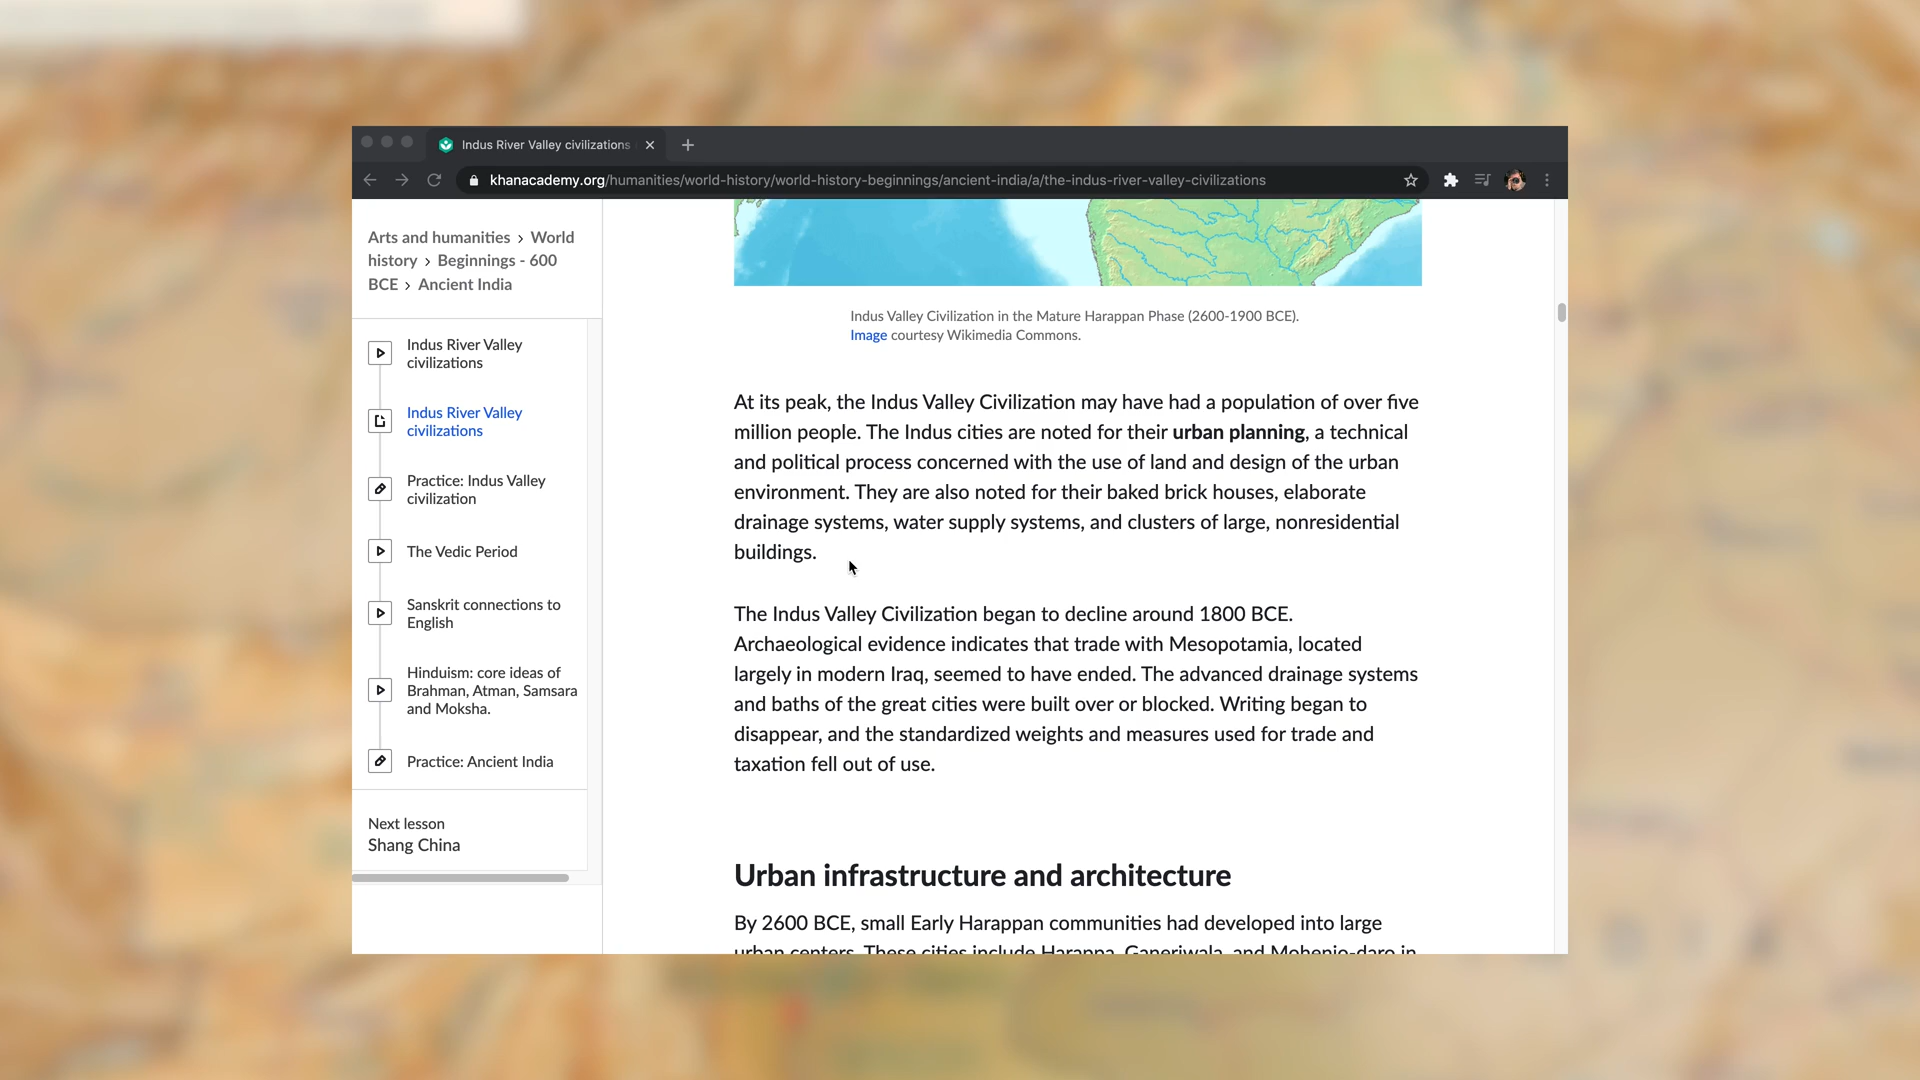 Indus River Valley civilizations
khanacademy.org/humanities/world-history/world-history-beginnings/ancient-india/a/the-indus-river-valley-civilizations
Arts and humanities › World
history › Beginnings - 600
BCE › Ancient India
Indus River Valley
civilizations
Indus River Valley
civilizations
Practice: Indus Valley
civilization
The Vedic Period
Sanskrit connections to
English
Hinduism: core ideas of
Brahman, Atman, Samsara
and Moksha.
Practice: Ancient India
Next lesson
Shang China
Indus Valley Civilization in the Mature Harappan Phase (2600-1900 BCE).
Image courtesy Wikimedia Commons.
At its peak, the Indus Valley Civilization may have had a population of over five
million people. The Indus cities are noted for their urban planning, a technical
and political process concerned with the use of land and design of the urban
environment. They are also noted for their baked brick houses, elaborate
drainage systems, water supply systems, and clusters of large, nonresidential
buildings.
The Indus Valley Civilization began to decline around 1800 BCE.
Archaeological evidence indicates that trade with Mesopotamia, located
largely in modern Iraq, seemed to have ended. The advanced drainage systems
and baths of the great cities were built over or blocked. Writing began to
disappear, and the standardized weights and measures used for trade and
taxation fell out of use.
Urban infrastructure and architecture
By 2600 BCE, small Early Harappan communities had developed into large
urban centers. These cities include Harappa, Ganeriwala, and Mohenjo-daro in